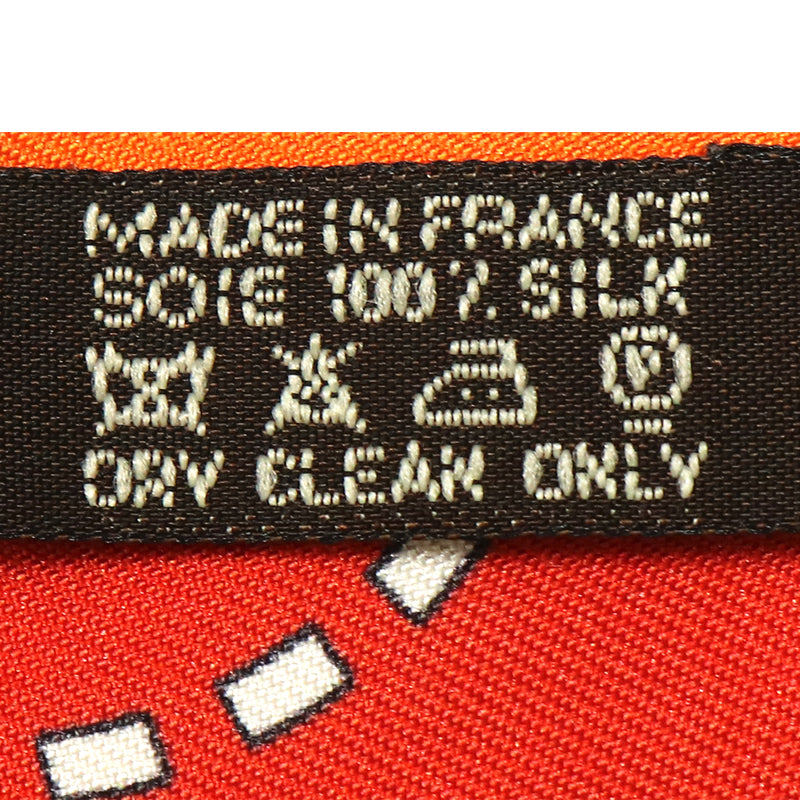 MADE IN FRANCE
SOIE 100% SILK
P
DRY CLEAN ONLY